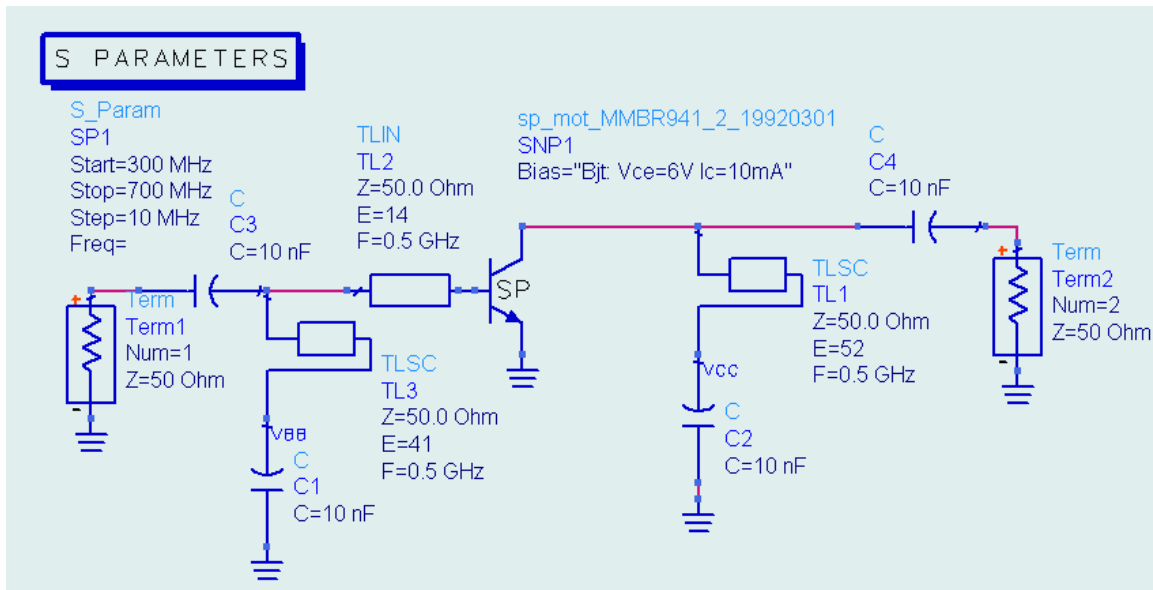 S PARAMETERS
S_Param
SP1
Start=300 MHz
Stop=700 MHz
Step=10 MHz
Freq=
C
C3
C=10 nF
TLIN
TL2
Z=50.0 Ohm
E=14
F=0.5 GHz
sp_mot_MMBR941_2_19920301
SNP1
Bias="Bjt: Vce=6V Ic=10mA"
C
C4
C=10 nF
+
Term
Term1
Num=1
Z=50 Ohm
-
SP
TLSC
TL3
Z=50.0 Ohm
E=41
F=0.5 GHz
VBB
C
C1
C=10 nF
TLSC
TL1
Z=50.0 Ohm
E=52
F=0.5 GHz
VCC
C
C2
C=10 nF
+
Term
Term2
Num=2
Z=50 Ohm
-